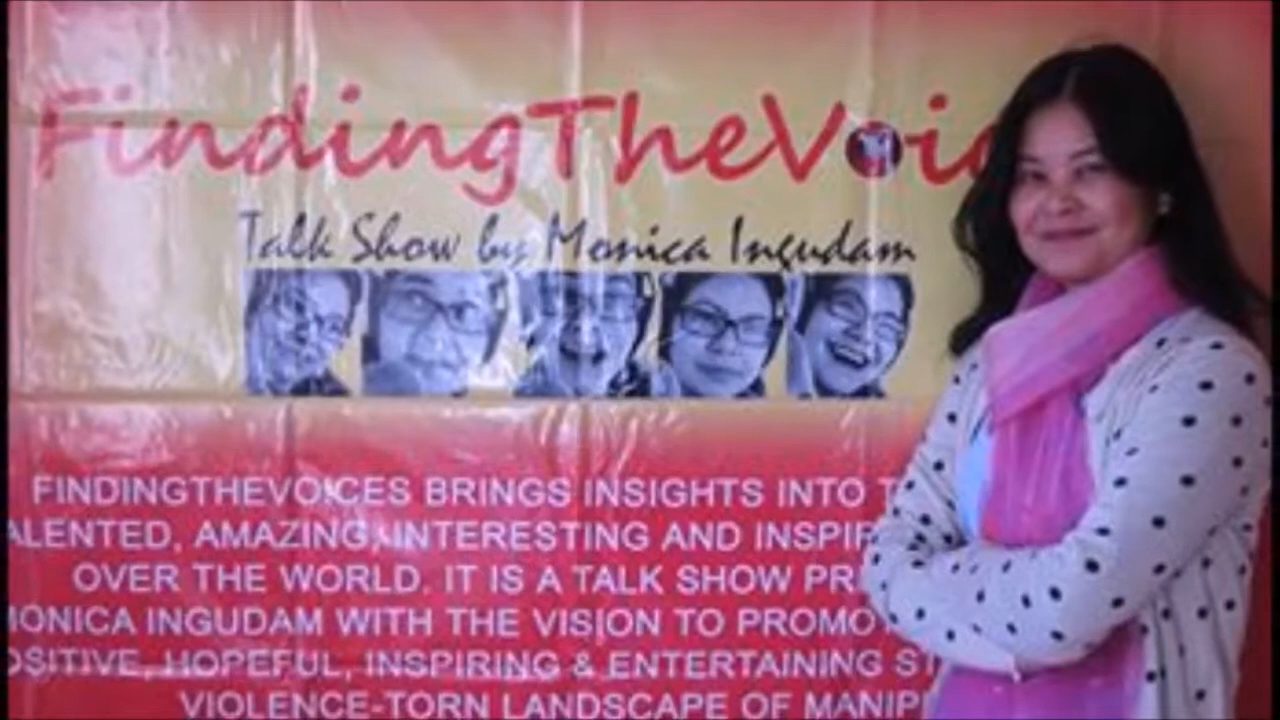 FindingTheVoic
Talk Show by Monica Ingudam
FINDINGTHEVOICES BRINGS INSIGHTS INTO T
ALENTED, AMAZING, INTERESTING AND INSPIR
OVER THE WORLD. IT IS A TALK SHOW PR
MONICA INGUDAM WITH THE VISION TO PROMO
OSITIVE, HOPEFUL, INSPIRING & ENTERTAINING ST
VIOLENCE-TORN LANDSCAPE OF MANIP